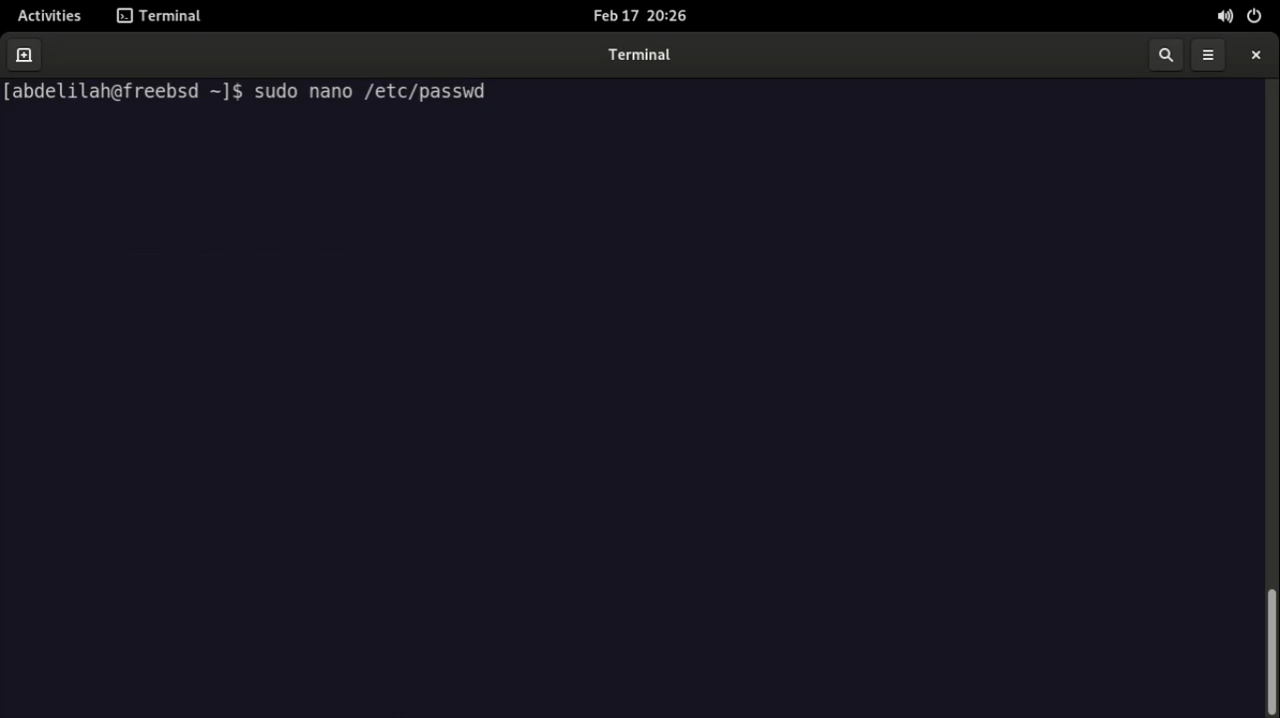 Activities Terminal Feb 17 20:26
Terminal
[abdelilah@freebsd ~]$ sudo nano /etc/passwd